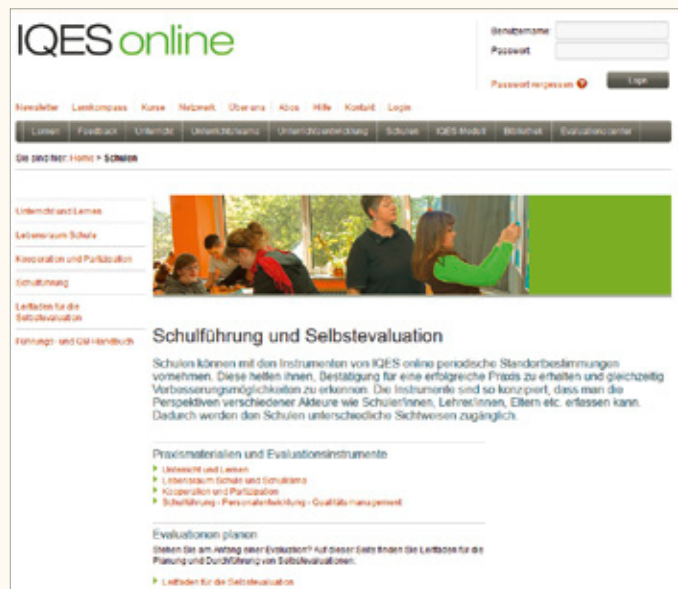 IQES online
Benutzername:
Passwort:
Passwort vergessen
Login
Newsletter Lernkompass Kurse Netzwerk Über uns Abos Hilfe Kontakt Login
Lernen Feedback Unterricht Unterrichtsteams Unterrichtsentwicklung Schulen IQES-Modell Bibliothek Evaluationscenter
Sie sind hier: Home > Schulen
Unterricht und Lernen
Lebensraum Schule
Kooperation und Partizipation
Schulführung
Leitfaden für die
Selbstevaluation
Führungs- und QM-Handbuch
Schulführung und Selbstevaluation
Schulen können mit den Instrumenten von IQES online periodische Standortbestimmungen
vornehmen. Diese helfen ihnen, Bestätigung für eine erfolgreiche Praxis zu erhalten und gleichzeitig
Verbesserungsmöglichkeiten zu erkennen. Die Instrumente sind so konzipiert, dass man die
Perspektiven verschiedener Akteure wie Schüler/innen, Lehrer/innen, Eltern etc. erfassen kann.
Dadurch werden den Schulen unterschiedliche Sichtweisen zugänglich.
Praxismaterialien und Evaluationsinstrumente
Unterricht und Lernen
Lebensraum Schule und Schulklima
Kooperation und Partizipation
Schulführung - Personalentwicklung - Qualitätsmanagement
Evaluationen planen
Stehen Sie am Anfang einer Evaluation? Auf dieser Seite finden Sie Leitfäden für die
Planung und Durchführung von Selbstevaluationen.
Leitfaden für die Selbstevaluation